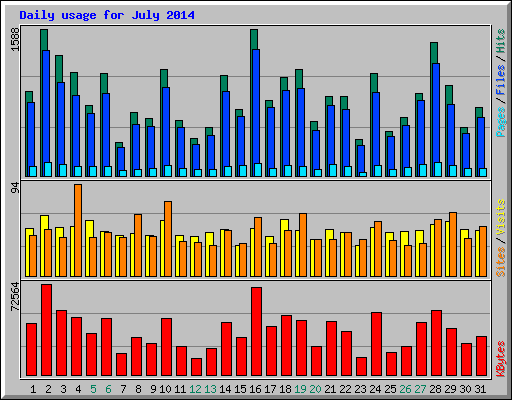 Daily usage for July 2014
1588
Pages/Files/Hits
94
Sites/Visits
72564
KBytes
1 2 3 4 5 6 7 8 9 10 11 12 13 14 15 16 17 18 19 20 21 22 23 24 25 26 27 28 29 30 31